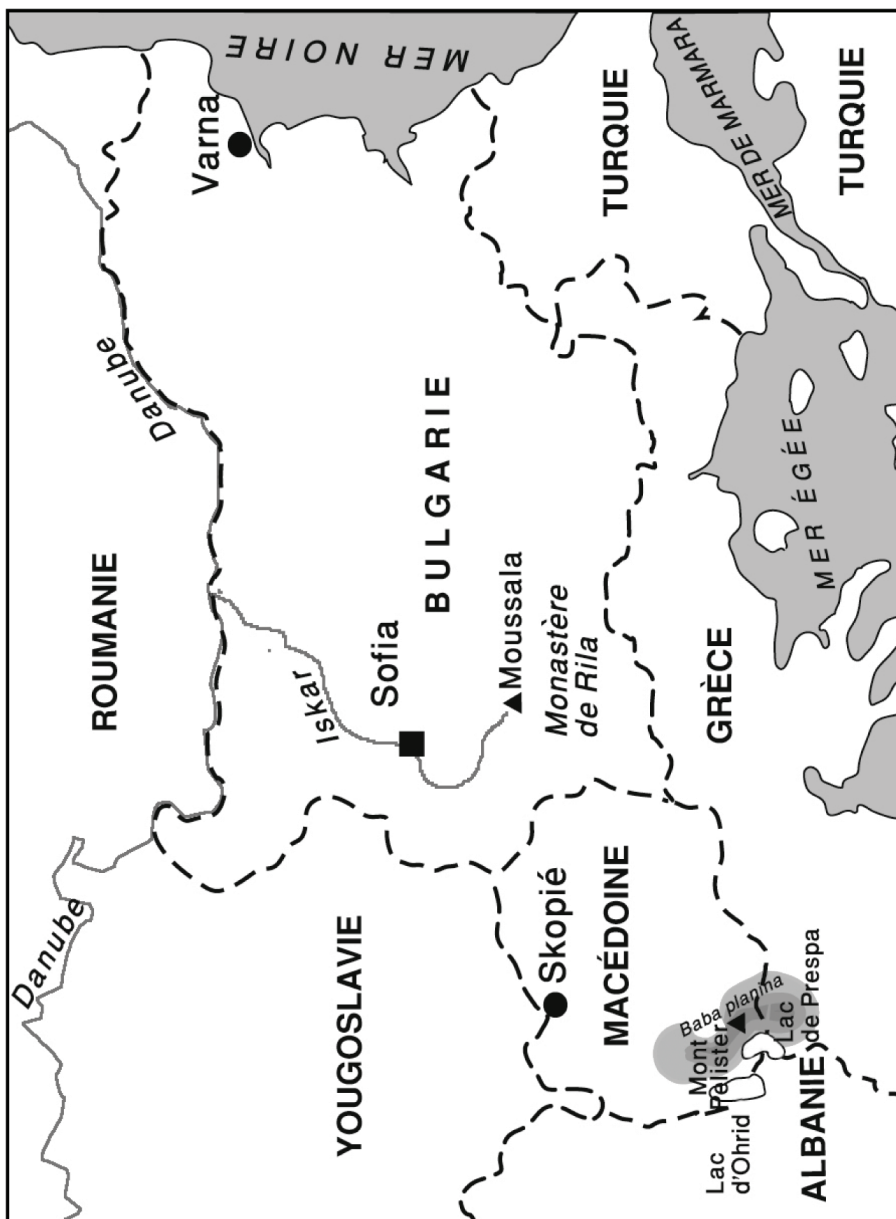 Danube
ROUMANIE
Danube
Varna
MER NOIRE
Iskar
YOUGOSLAVIE
Sofia
BULGARIE
Moussala
Monastère
de Rila
Skopié
MACÉDOINE
TURQUIE
Baba planina
Mont
Pélister
GRÈCE
Lac
d'Ohrid
MER DE MARMARA
Lac
de Prespa
ALBANIE
MER ÉGÉE
TURQUIE